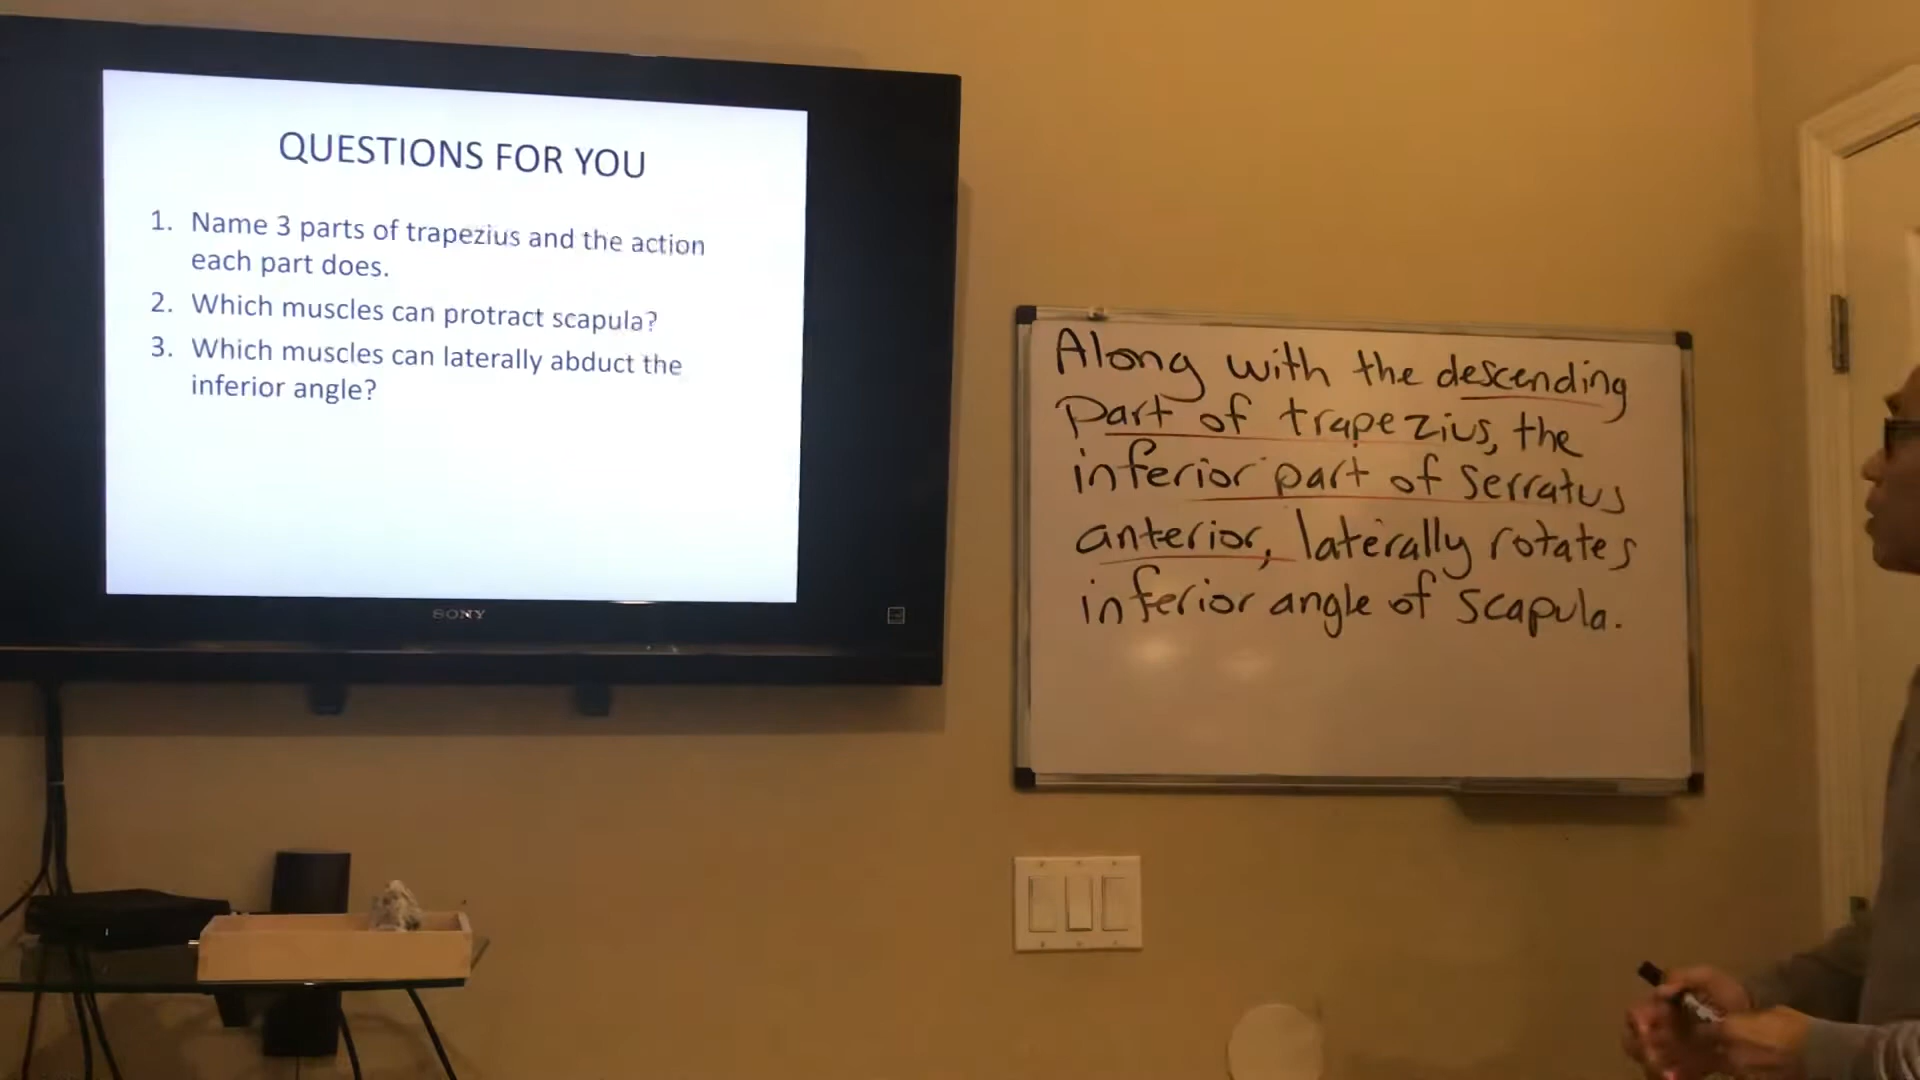 QUESTIONS FOR YOU
1. Name 3 parts of trapezius and the action
each part does.
2. Which muscles can protract scapula?
3. Which muscles can laterally abduct the
inferior angle?
SONY
Along with the descending
part of trapezius, the
inferior part of serratus
anterior, laterally rotates
inferior angle of scapula.